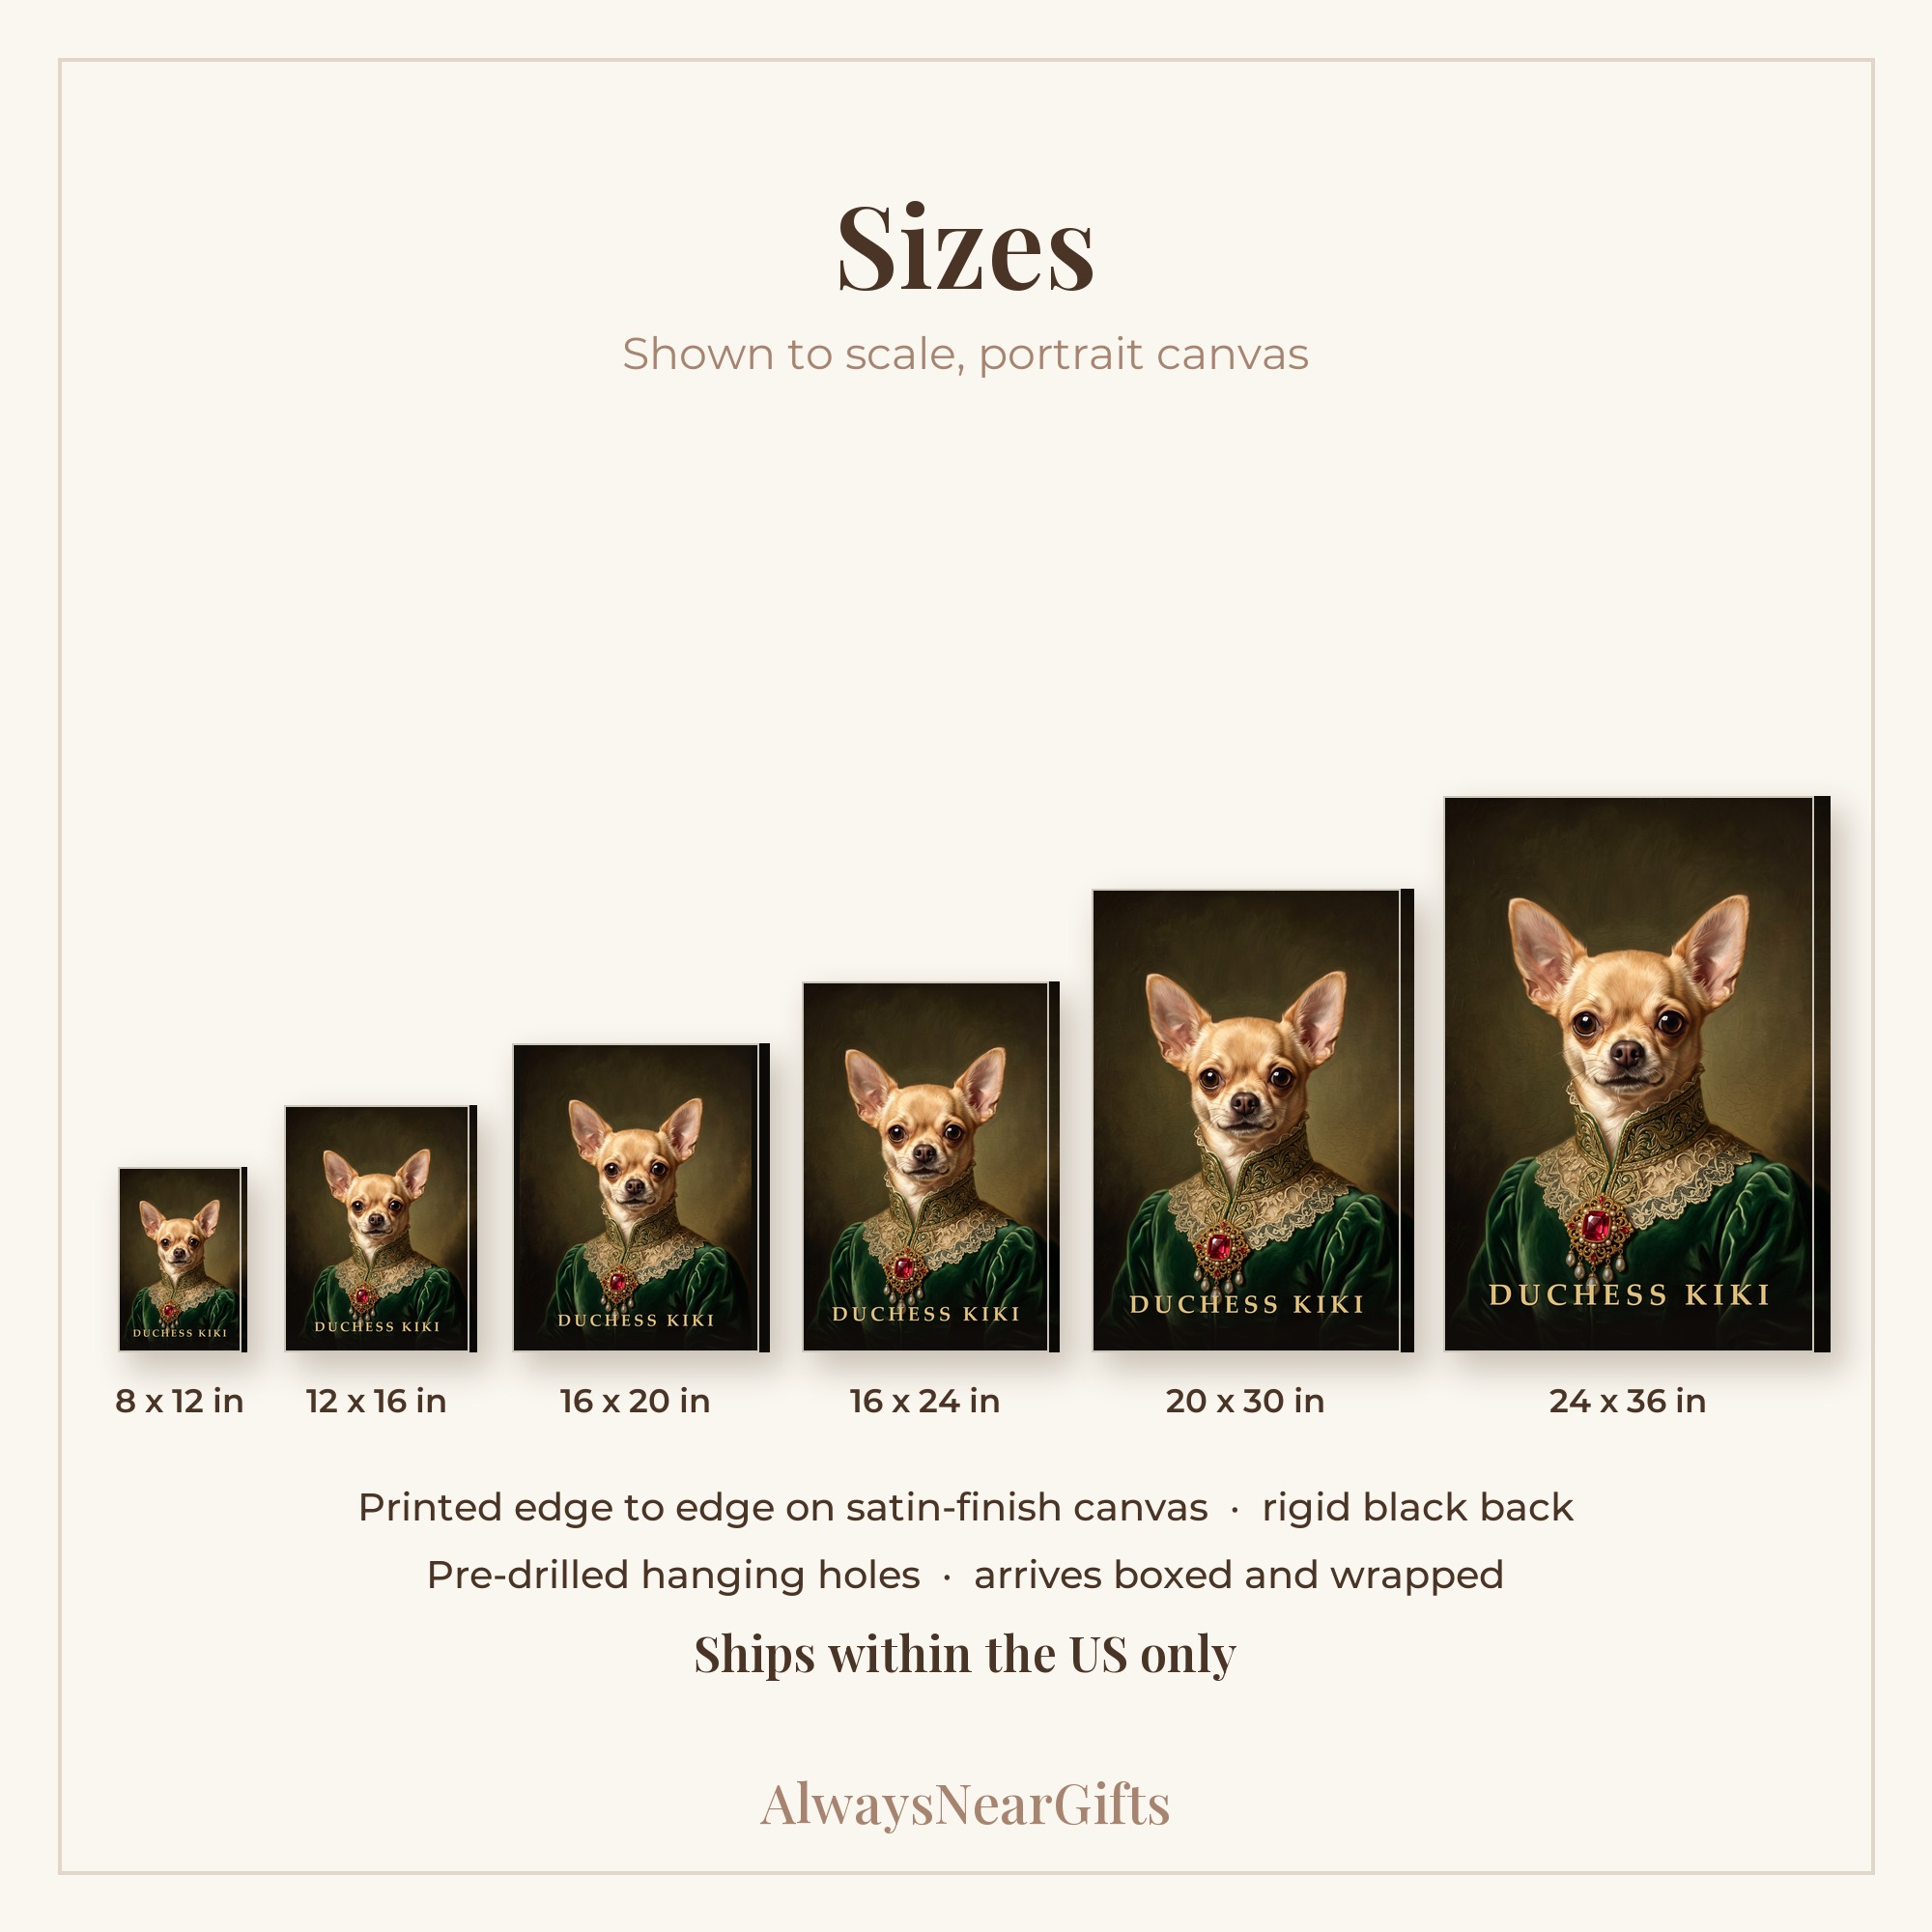 Sizes
Shown to scale, portrait canvas
DUCHESS KIKI
DUCHESS KIKI
DUCHESS KIKI
DUCHESS KIKI
DUCHESS KIKI
DUCHESS KIKI
8 x 12 in
12 x 16 in
16 x 20 in
16 x 24 in
20 x 30 in
24 x 36 in
Printed edge to edge on satin-finish canvas · rigid black back
Pre-drilled hanging holes · arrives boxed and wrapped
Ships within the US only
AlwaysNearGifts